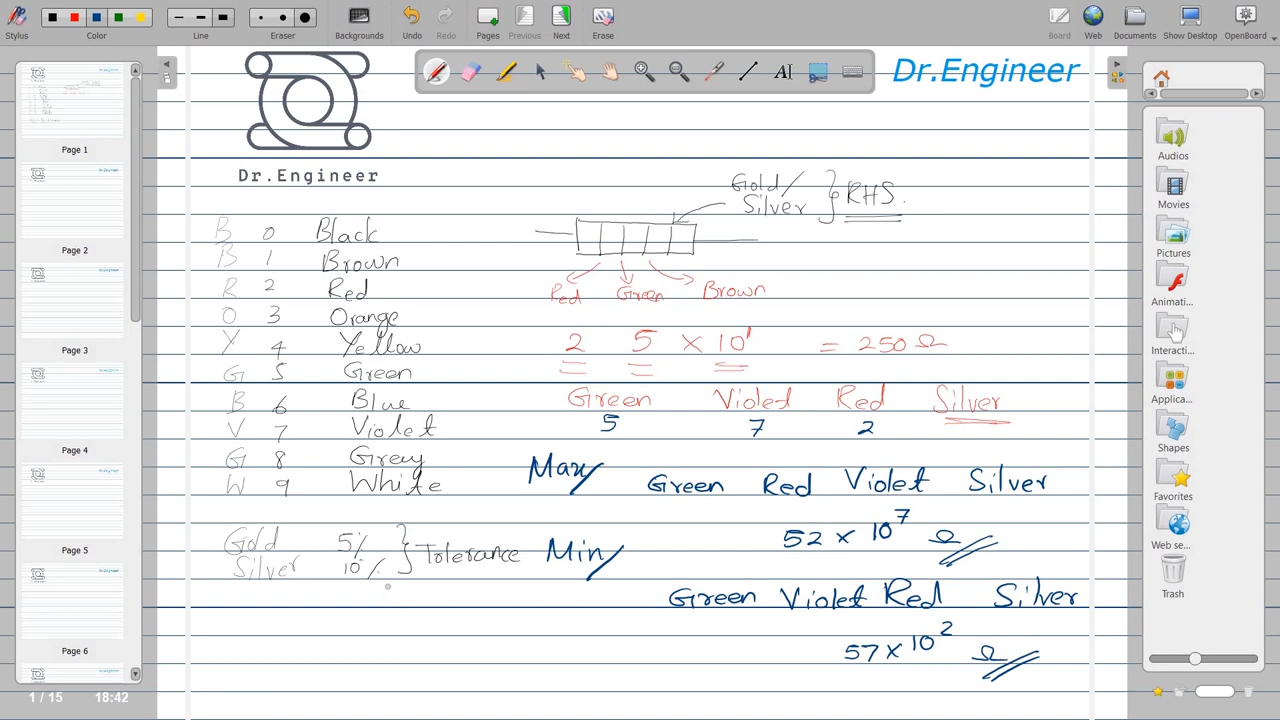 Stylus Color Line Eraser Backgrounds Undo Redo Pages Previous Next Erase Board Web Documents Show Desktop OpenBoard
Dr.Engineer
Dr.Engineer
Gold/
Silver } RHS.
B 0 Black
B 1 Brown
R 2 Red
O 3 Orange
Y 4 Yellow
G 5 Green
B 6 Blue
V 7 Violet
G 8 Grey
W 9 White
Gold 5%
Silver 10% } Tolerance
Red Green Brown
2 5 × 10¹ = 250 Ω
Green Violet Red Silver
5 7 2
Max
Green Red Violet Silver
52 × 10⁷ Ω
Min
Green Violet Red Silver
57 × 10² Ω
Page 1
Page 2
Page 3
Page 4
Page 5
Page 6
1 / 15 18:42
Audios
Movies
Pictures
Animati...
Interacti...
Applica...
Shapes
Favorites
Web se...
Trash